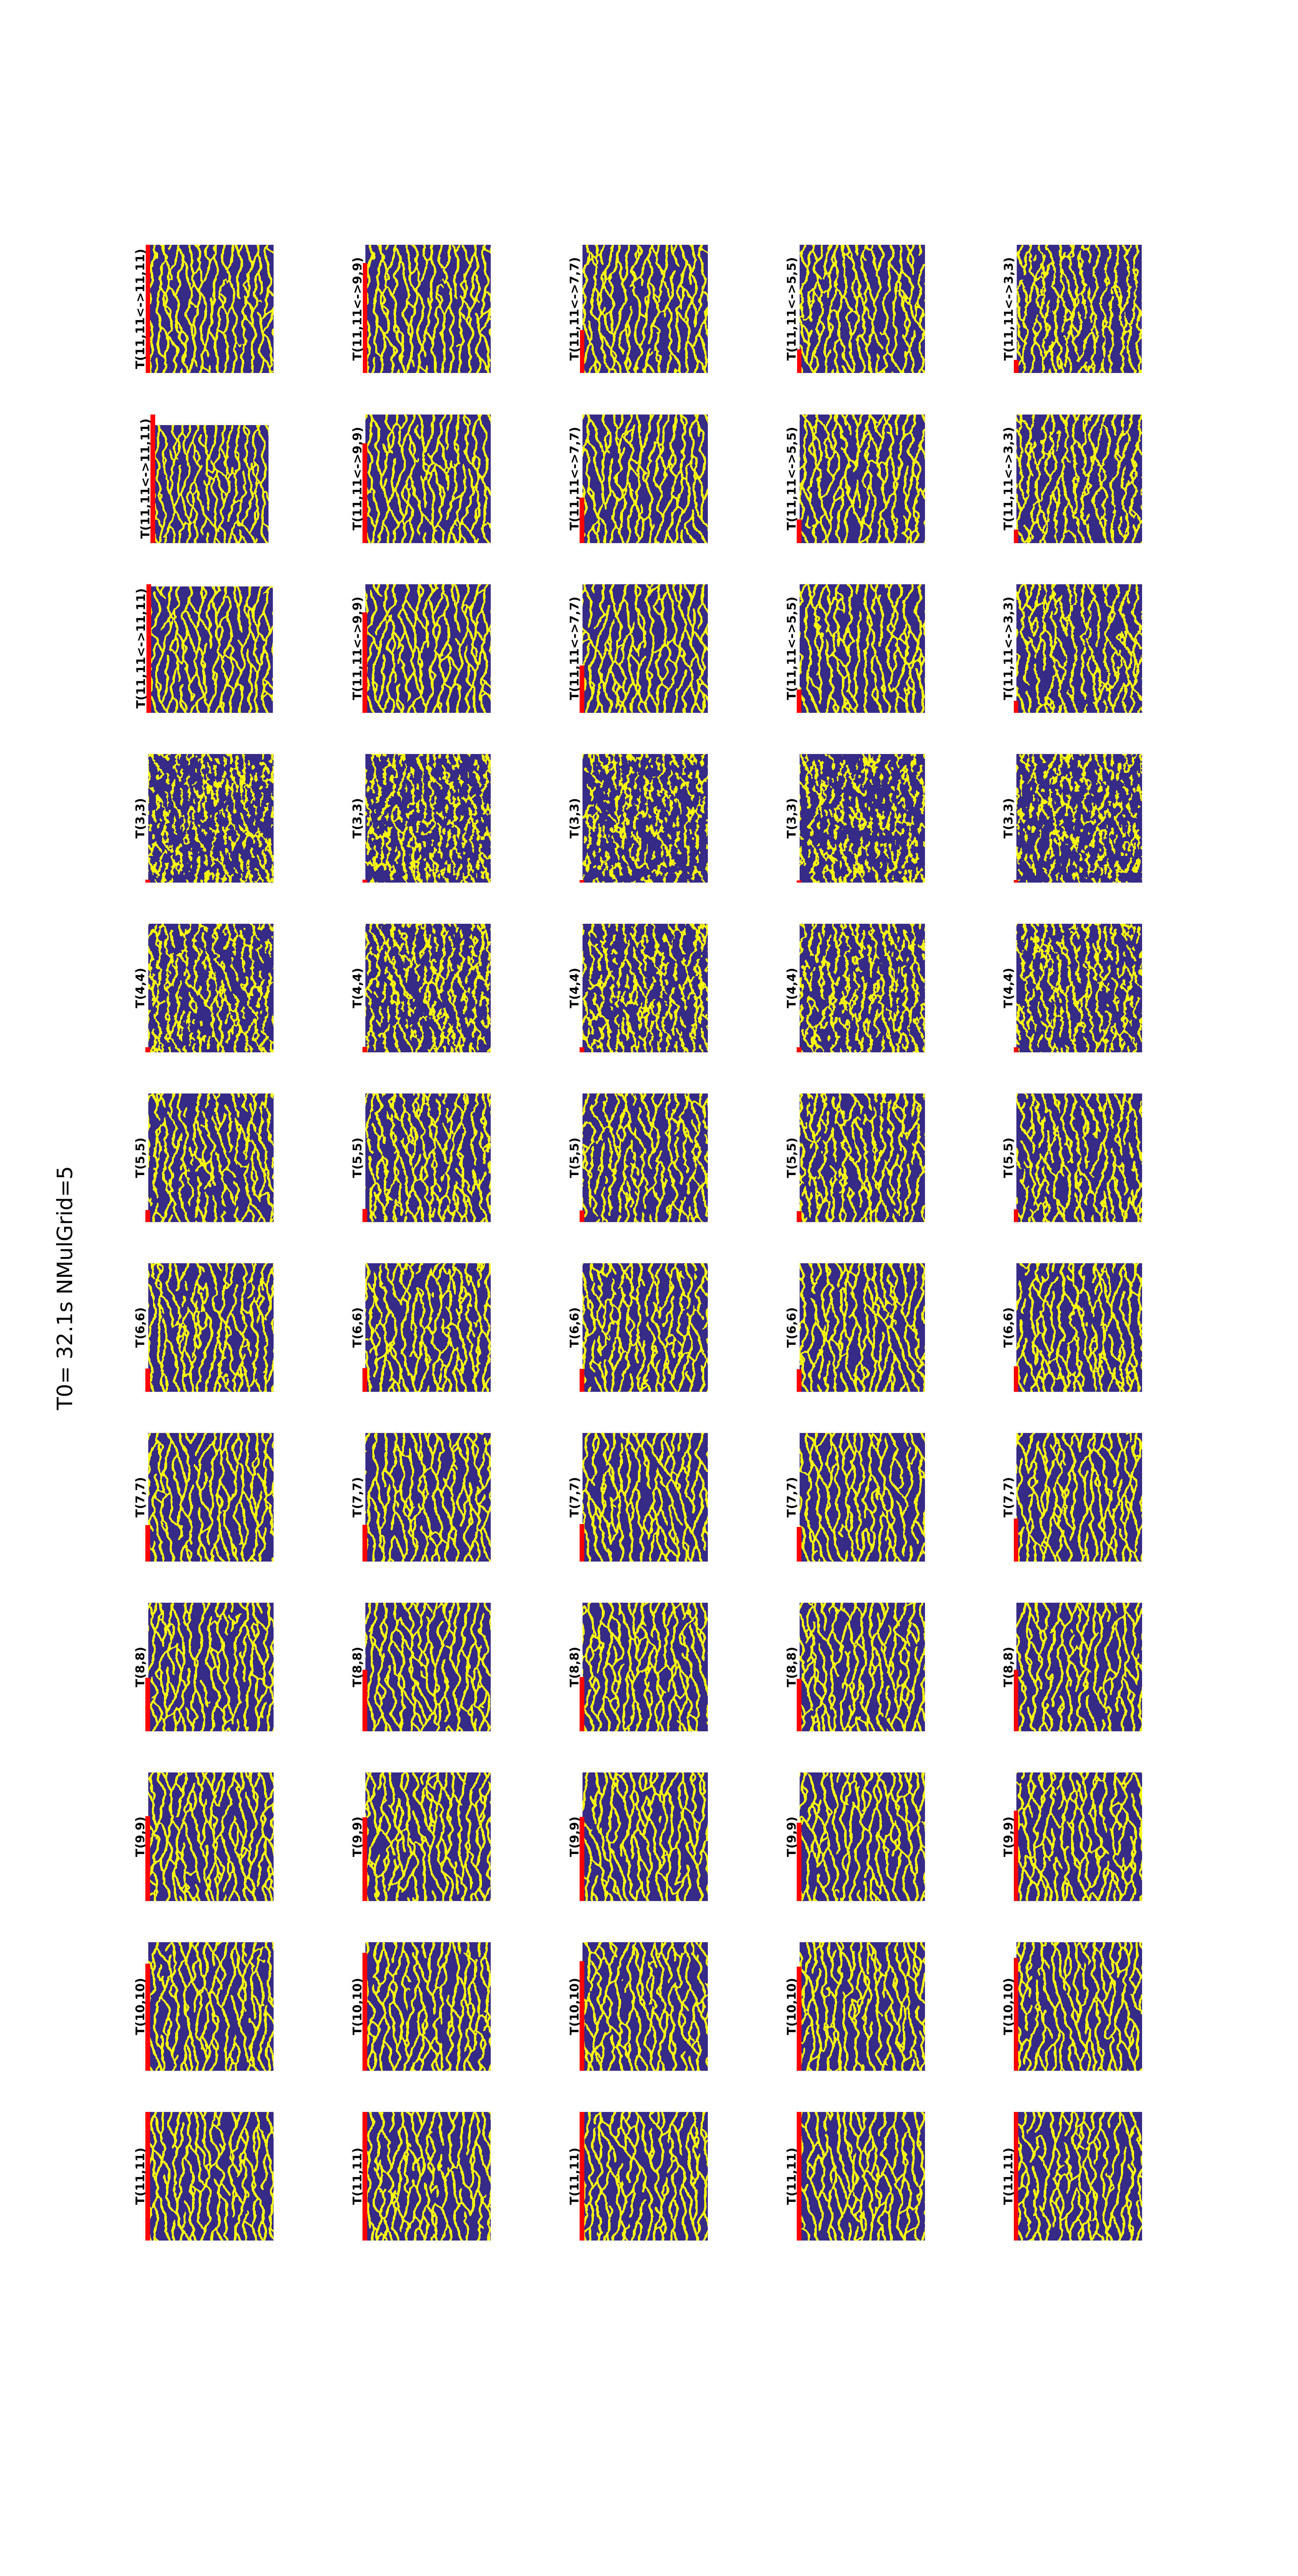 T0= 32.1s NMulGrid=5
T(11,11)
T(10,10)
T(9,9)
T(8,8)
T(7,7)
T(6,6)
T(5,5)
T(4,4)
T(3,3)
T(11,11<->11,11)
T(11,11<->11,11)
T(11,11<->11,11)
T(11,11)
T(10,10)
T(9,9)
T(8,8)
T(7,7)
T(6,6)
T(5,5)
T(4,4)
T(3,3)
T(11,11<->9,9)
T(11,11<->9,9)
T(11,11<->9,9)
T(11,11)
T(10,10)
T(9,9)
T(8,8)
T(7,7)
T(6,6)
T(5,5)
T(4,4)
T(3,3)
T(11,11<->7,7)
T(11,11<->7,7)
T(11,11<->7,7)
T(11,11)
T(10,10)
T(9,9)
T(8,8)
T(7,7)
T(6,6)
T(5,5)
T(4,4)
T(3,3)
T(11,11<->5,5)
T(11,11<->5,5)
T(11,11<->5,5)
T(11,11)
T(10,10)
T(9,9)
T(8,8)
T(7,7)
T(6,6)
T(5,5)
T(4,4)
T(3,3)
T(11,11<->3,3)
T(11,11<->3,3)
T(11,11<->3,3)